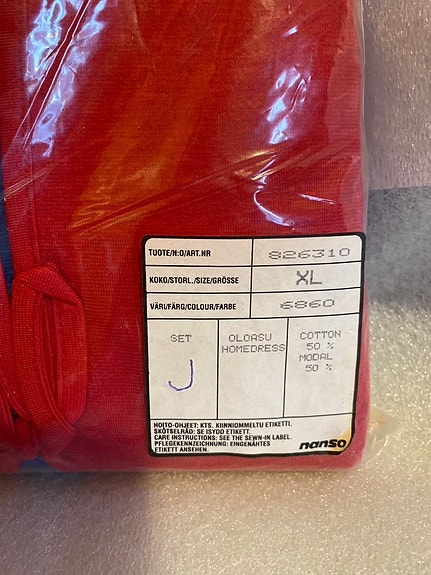 TUOTE/N:O/ART.NR 826310
KOKO/STORL./SIZE/GRÖSSE XL
VÄRI/FÄRG/COLOUR/FARBE 6860
SET
J
OLOASU
HOMEDRESS
COTTON
50 %
MODAL
50 %
HOITO-OHJEET: KTS. KIINNIOMMELTU ETIKETTI.
SKÖTSELRÅD: SE ISYDD ETIKETT.
CARE INSTRUCTIONS: SEE THE SEWN-IN LABEL.
PFLEGEKENNZEICHNUNG: EINGENÄHTES
ETIKETT ANSEHEN.
nanso